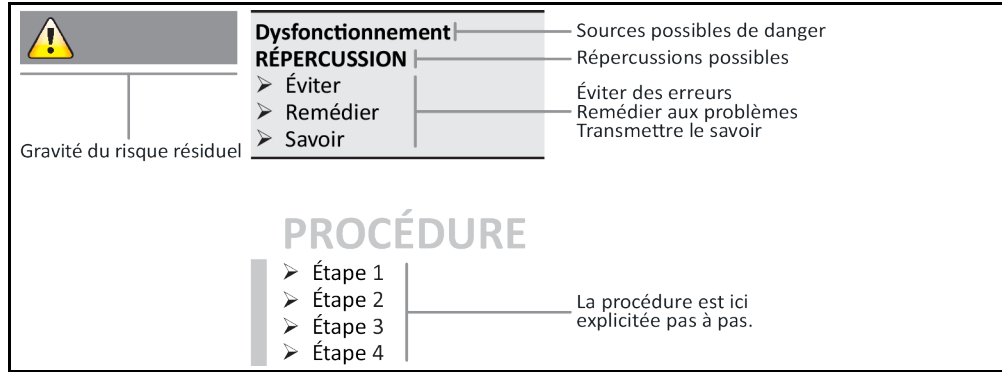 Dysfonctionnement
Sources possibles de danger
RÉPERCUSSION
Répercussions possibles
Éviter
Remédier
Savoir
Éviter des erreurs
Remédier aux problèmes
Transmettre le savoir
Gravité du risque résiduel
PROCÉDURE
Étape 1
Étape 2
Étape 3
Étape 4
La procédure est ici
explicitée pas à pas.